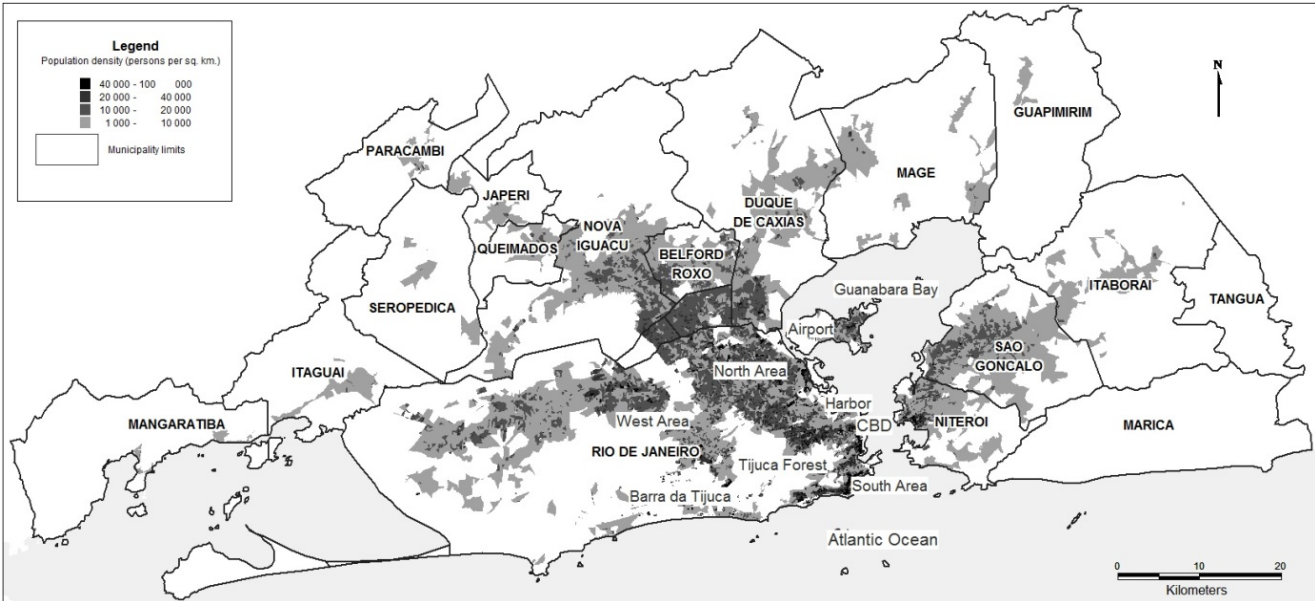 Legend
Population density (persons per sq. km.)
40 000 - 100 000
20 000 - 40 000
10 000 - 20 000
1 000 - 10 000
Municipality limits
N
GUAPIMIRIM
PARACAMBI
MAGE
JAPERI
DUQUE
DE CAXIAS
NOVA
IGUACU
QUEIMADOS
BELFORD
ROXO
Guanabara Bay
ITABORAI
TANGUA
SEROPEDICA
Airport
SAO
GONCALO
ITAGUAI
North Area
Harbor
MANGARATIBA
West Area
CBD
NITEROI
MARICA
RIO DE JANEIRO
Tijuca Forest
South Area
Barra da Tijuca
Atlantic Ocean
0 10 20
Kilometers